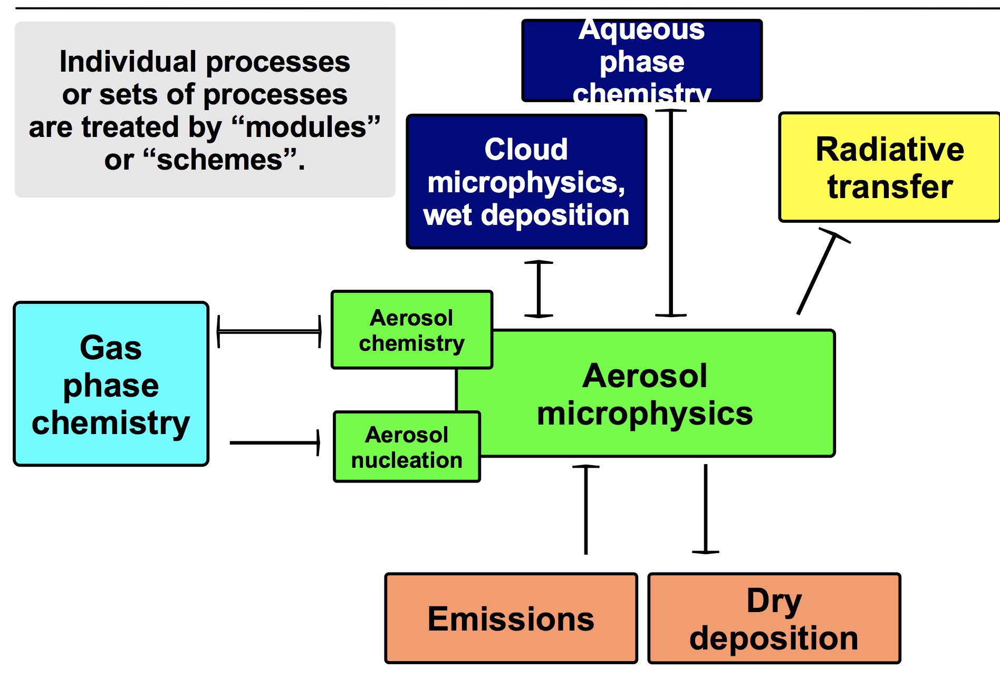 Individual processes
or sets of processes
are treated by “modules”
or “schemes”.
Aqueous
phase
chemistry
Cloud
microphysics,
wet deposition
Radiative
transfer
Gas
phase
chemistry
Aerosol
chemistry
Aerosol
microphysics
Aerosol
nucleation
Emissions
Dry
deposition